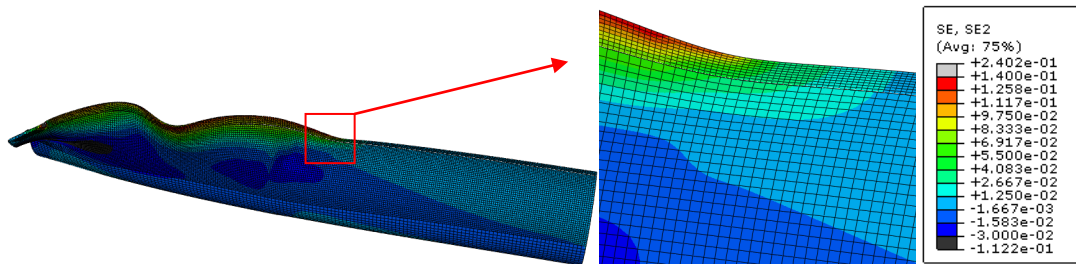 SE, SE2
(Avg: 75%)
+2.402e-01
+1.400e-01
+1.258e-01
+1.117e-01
+9.750e-02
+8.333e-02
+6.917e-02
+5.500e-02
+4.083e-02
+2.667e-02
+1.250e-02
-1.667e-03
-1.583e-02
-3.000e-02
-1.122e-01